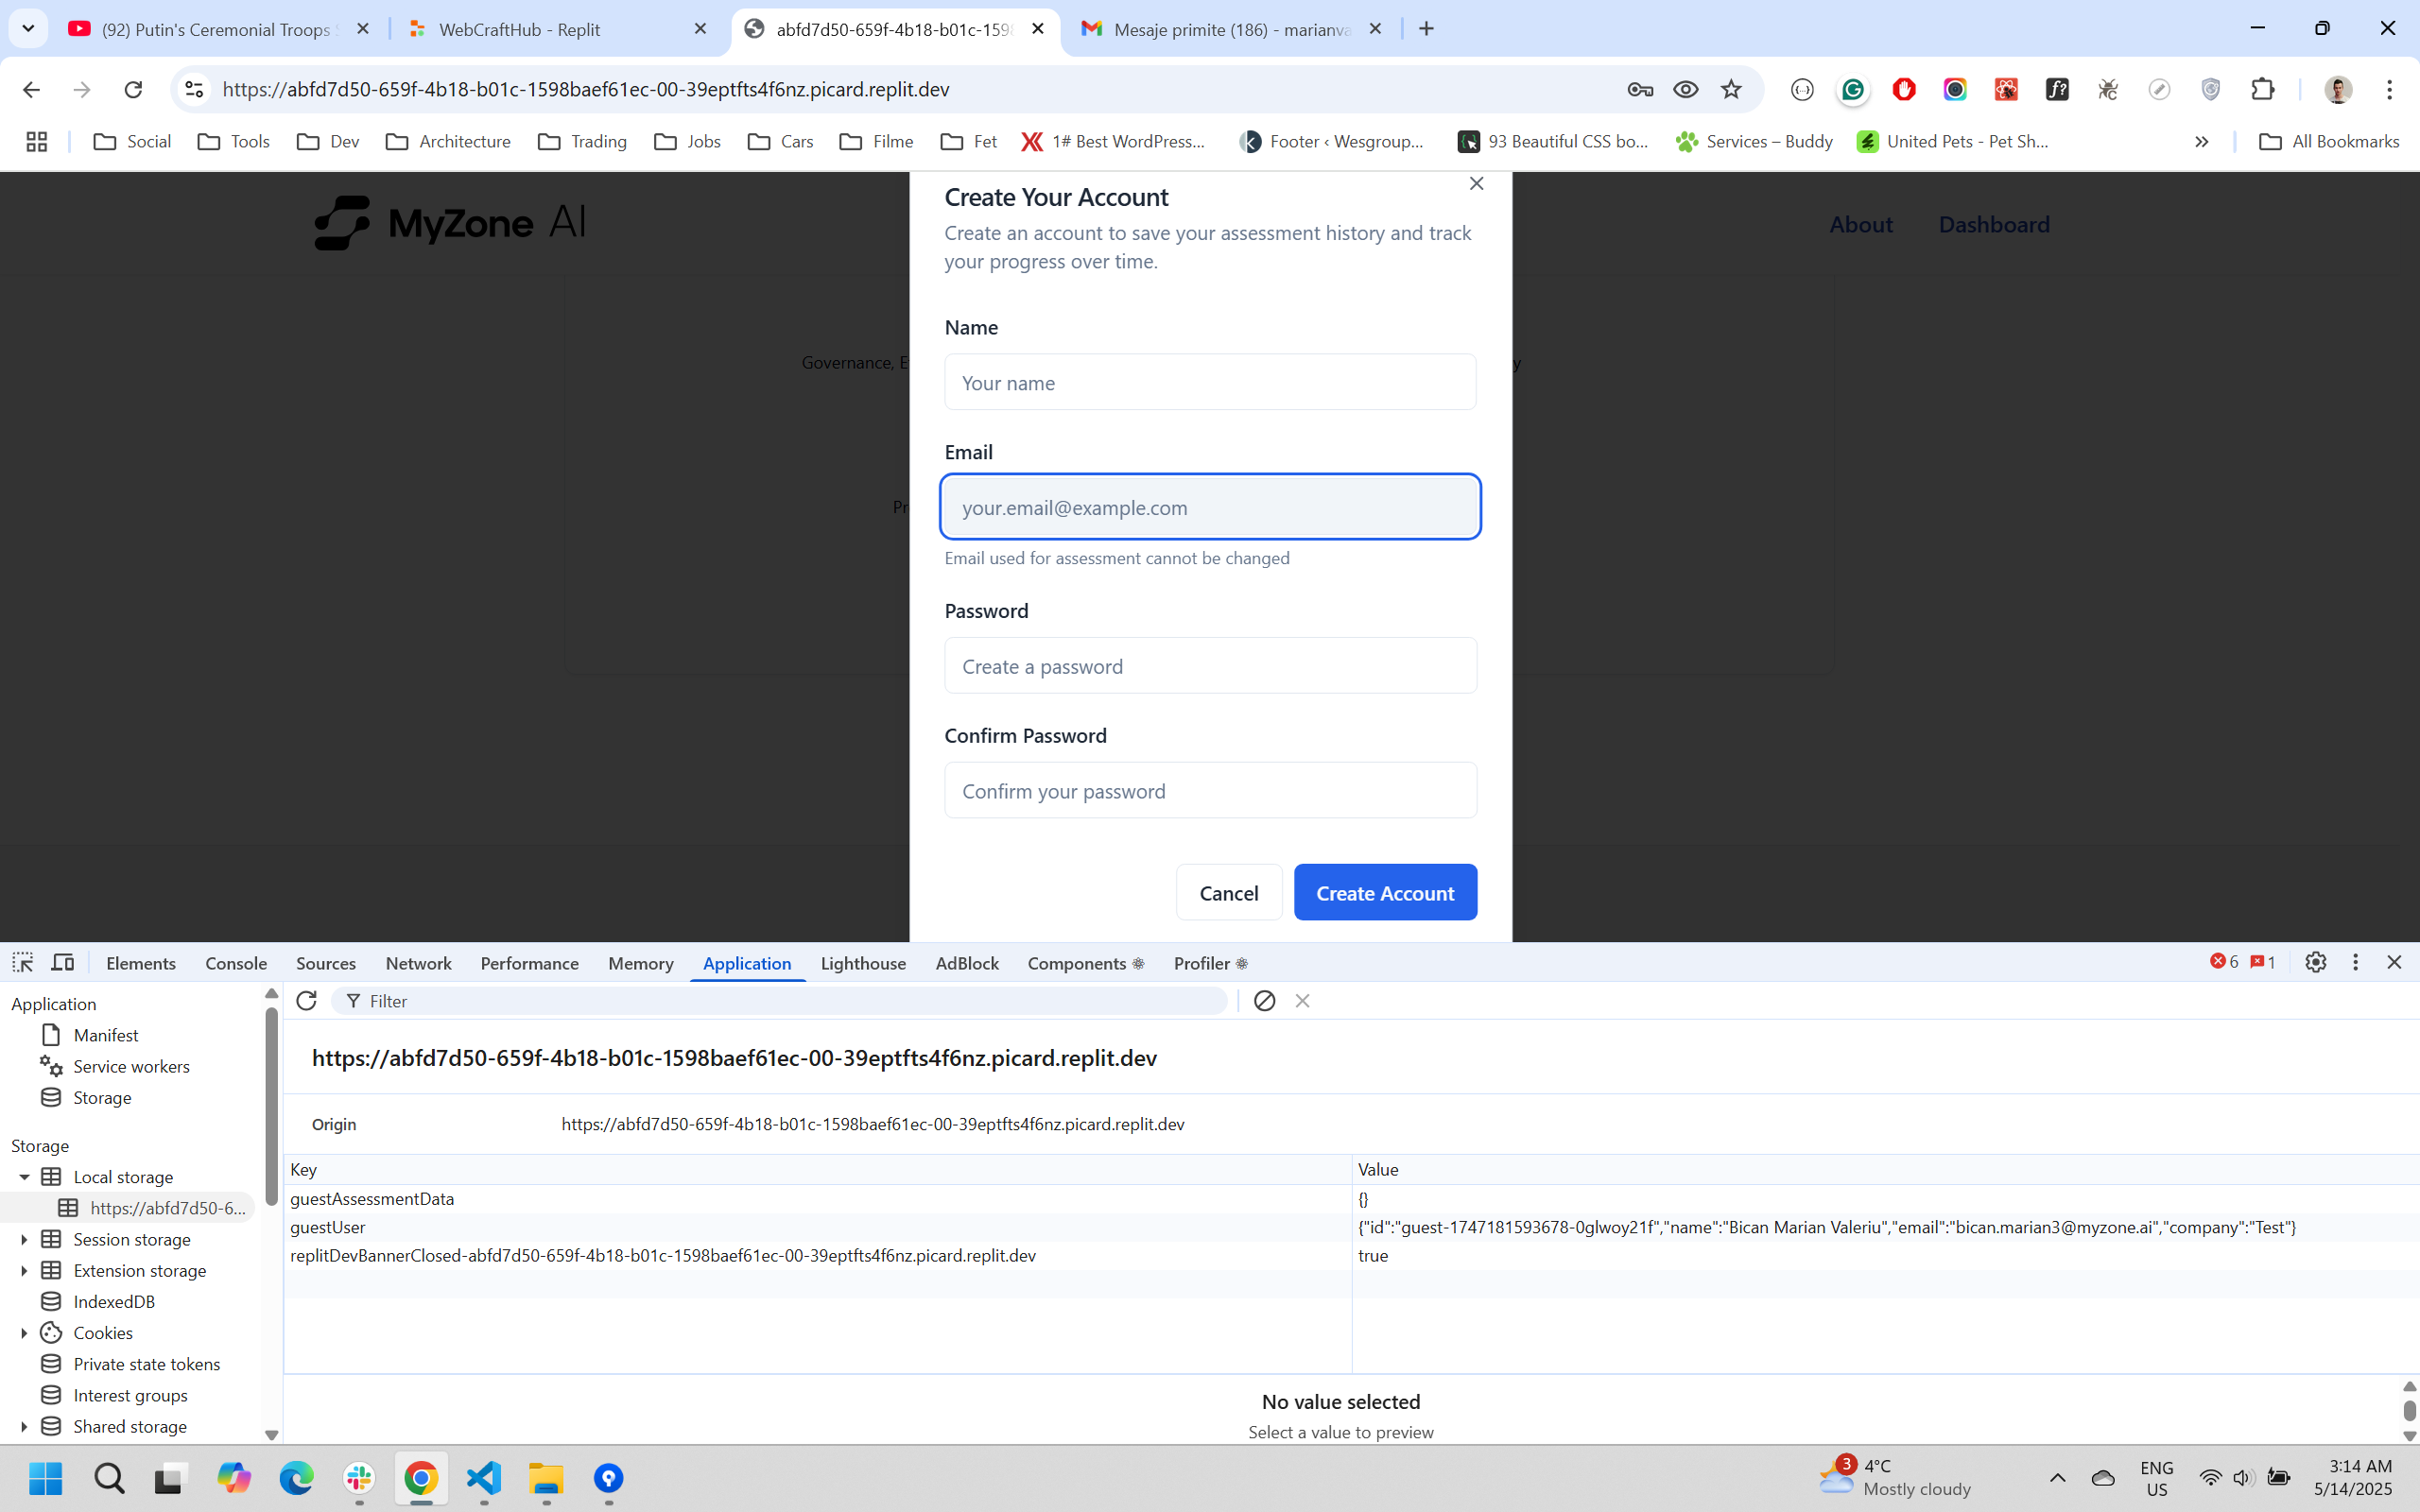 (92) Putin's Ceremonial Troops
WebCraftHub - Replit
abfd7d50-659f-4b18-b01c-159
Mesaje primite (186) - marianva
https://abfd7d50-659f-4b18-b01c-1598baef61ec-00-39eptfts4f6nz.picard.replit.dev
Social
Tools
Dev
Architecture
Trading
Jobs
Cars
Filme
Fet
1# Best WordPress...
Footer ‹ Wesgroup...
93 Beautiful CSS bo...
Services – Buddy
United Pets - Pet Sh...
All Bookmarks
MyZone AI
About
Dashboard
Create Your Account
Create an account to save your assessment history and track
your progress over time.
Governance, E
y
Pr
Name
Your name
Email
your.email@example.com
Email used for assessment cannot be changed
Password
Create a password
Confirm Password
Confirm your password
Cancel
Create Account
Elements
Console
Sources
Network
Performance
Memory
Application
Lighthouse
AdBlock
Components
Profiler
6
1
Application
Manifest
Service workers
Storage
Storage
Local storage
https://abfd7d50-6...
Session storage
Extension storage
IndexedDB
Cookies
Private state tokens
Interest groups
Shared storage
Filter
https://abfd7d50-659f-4b18-b01c-1598baef61ec-00-39eptfts4f6nz.picard.replit.dev
Origin https://abfd7d50-659f-4b18-b01c-1598baef61ec-00-39eptfts4f6nz.picard.replit.dev
Key Value
guestAssessmentData {}
guestUser {"id":"guest-1747181593678-0glwoy21f","name":"Bican Marian Valeriu","email":"bican.marian3@myzone.ai","company":"Test"}
replitDevBannerClosed-abfd7d50-659f-4b18-b01c-1598baef61ec-00-39eptfts4f6nz.picard.replit.dev true
No value selected
Select a value to preview
3
4°C
Mostly cloudy
ENG
US
3:14 AM
5/14/2025